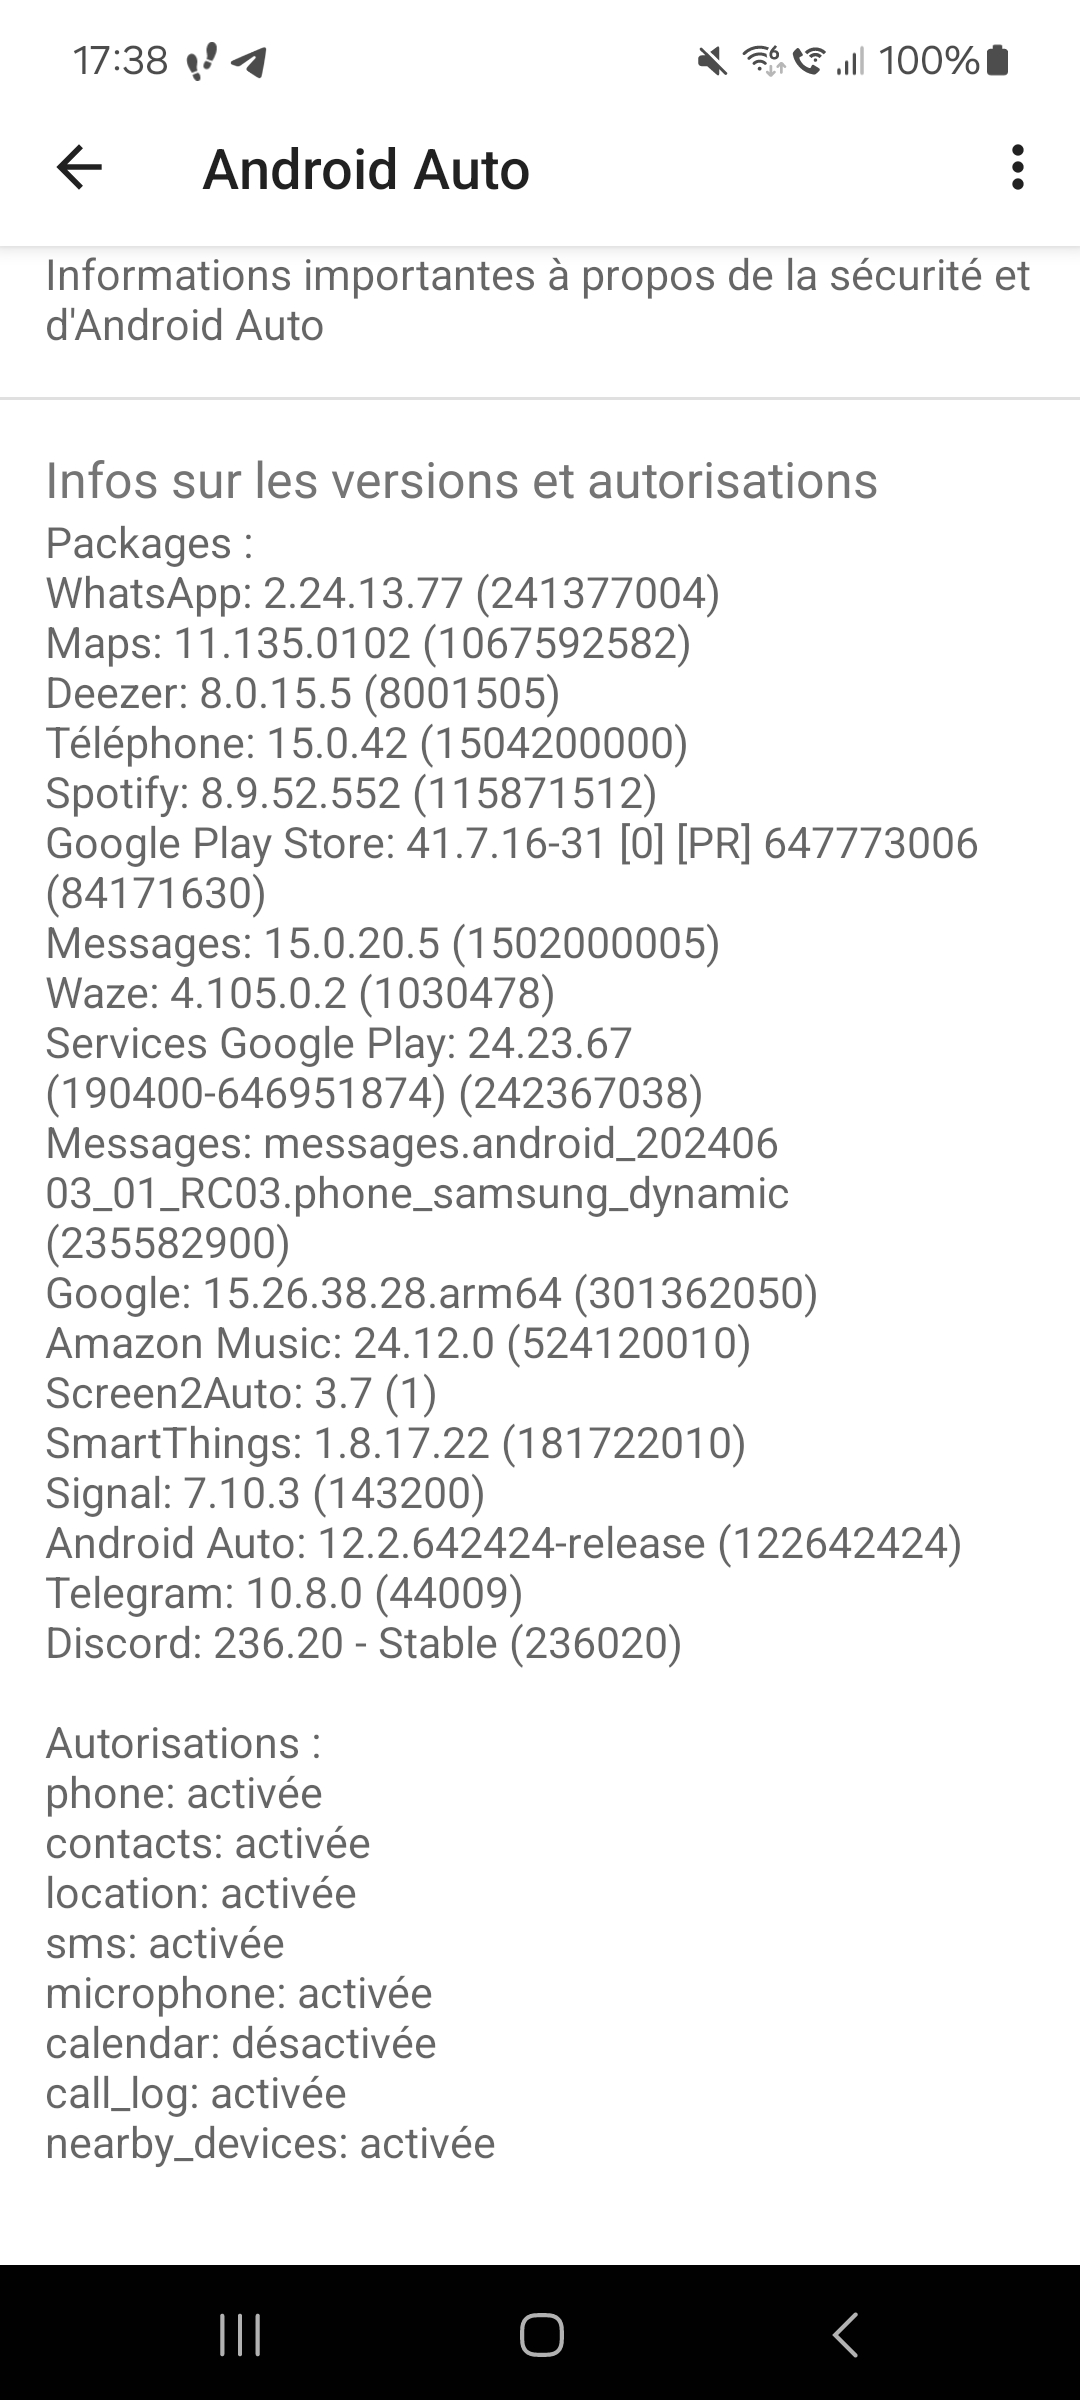 17:38
100%
Android Auto
Informations importantes à propos de la sécurité et
d'Android Auto
Infos sur les versions et autorisations
Packages :
WhatsApp: 2.24.13.77 (241377004)
Maps: 11.135.0102 (1067592582)
Deezer: 8.0.15.5 (8001505)
Téléphone: 15.0.42 (1504200000)
Spotify: 8.9.52.552 (115871512)
Google Play Store: 41.7.16-31 [0] [PR] 647773006
(84171630)
Messages: 15.0.20.5 (1502000005)
Waze: 4.105.0.2 (1030478)
Services Google Play: 24.23.67
(190400-646951874) (242367038)
Messages: messages.android_202406
03_01_RC03.phone_samsung_dynamic
(235582900)
Google: 15.26.38.28.arm64 (301362050)
Amazon Music: 24.12.0 (524120010)
Screen2Auto: 3.7 (1)
SmartThings: 1.8.17.22 (181722010)
Signal: 7.10.3 (143200)
Android Auto: 12.2.642424-release (122642424)
Telegram: 10.8.0 (44009)
Discord: 236.20 - Stable (236020)
Autorisations :
phone: activée
contacts: activée
location: activée
sms: activée
microphone: activée
calendar: désactivée
call_log: activée
nearby_devices: activée